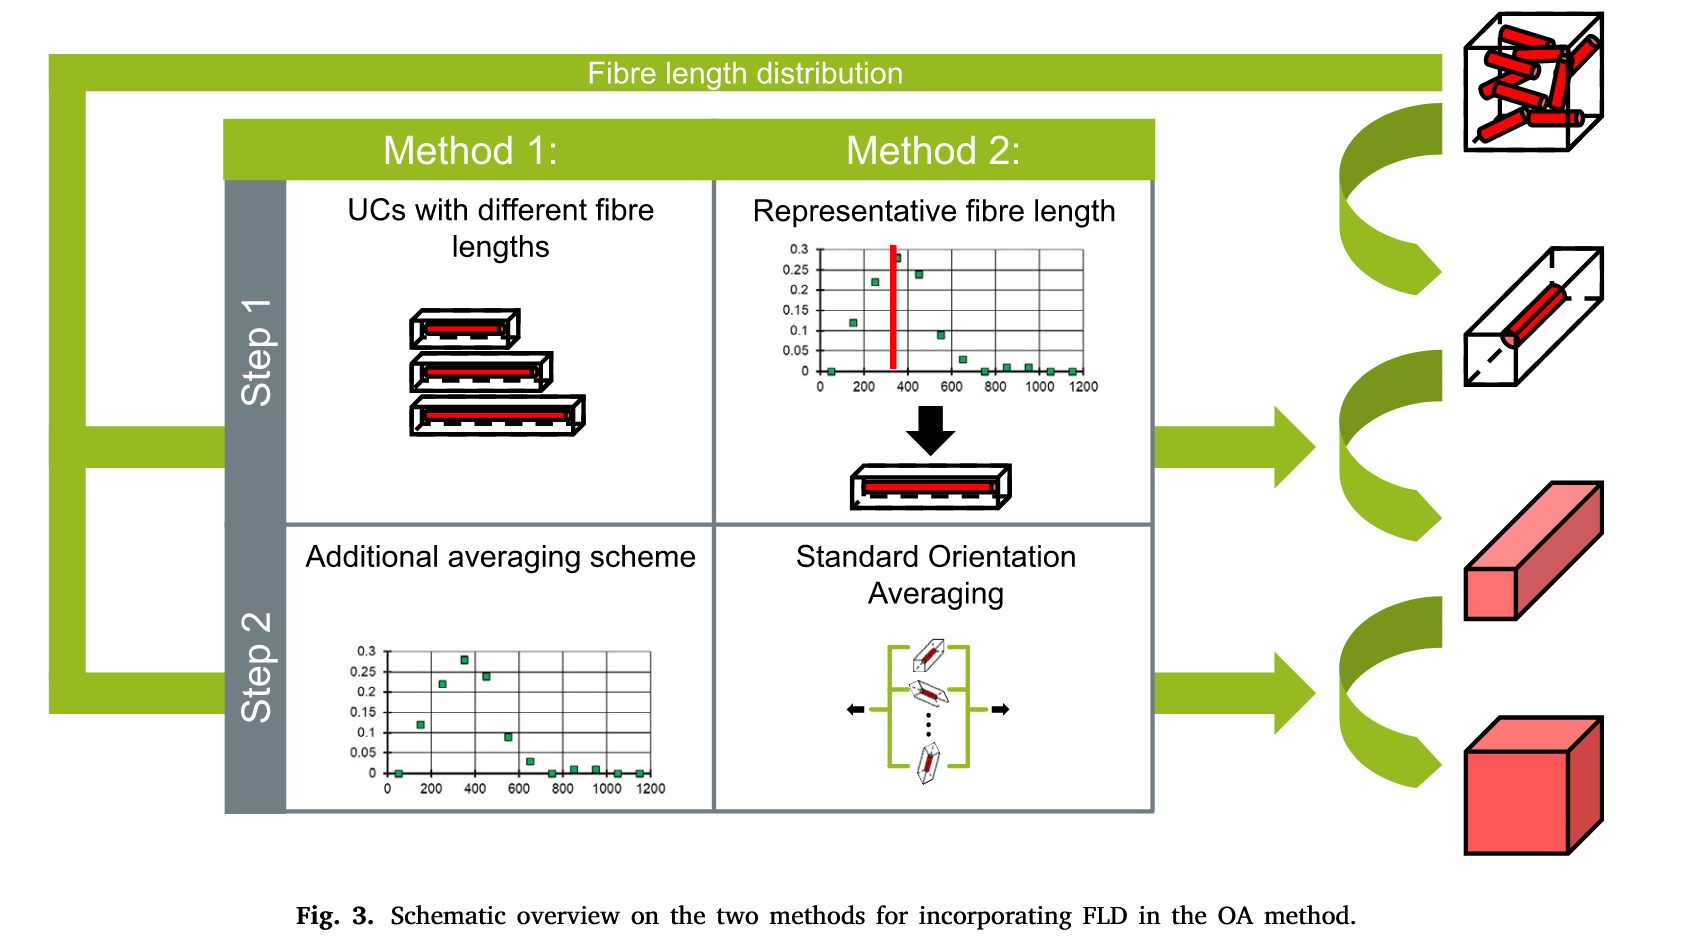 Fibre length distribution
Method 1:
Method 2:
Step 1
UCs with different fibre
lengths
Representative fibre length
0.3
0.25
0.2
0.15
0.1
0.05
0
0 200 400 600 800 1000 1200
Step 2
Additional averaging scheme
0.3
0.25
0.2
0.15
0.1
0.05
0
0 200 400 600 800 1000 1200
Standard Orientation
Averaging
Fig. 3. Schematic overview on the two methods for incorporating FLD in the OA method.